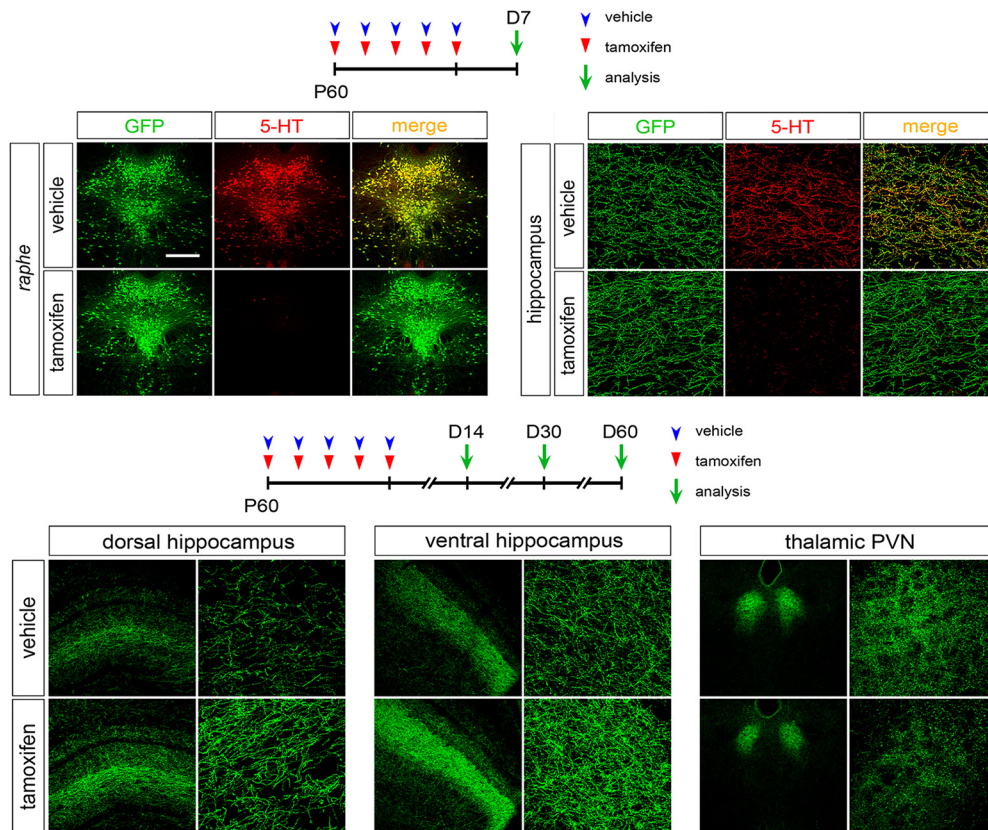 D7
vehicle
tamoxifen
analysis
P60
GFP 5-HT merge
GFP 5-HT merge
raphe
vehicle
tamoxifen
hippocampus
vehicle
tamoxifen
D14 D30 D60
vehicle
tamoxifen
analysis
P60
dorsal hippocampus
ventral hippocampus
thalamic PVN
vehicle
tamoxifen